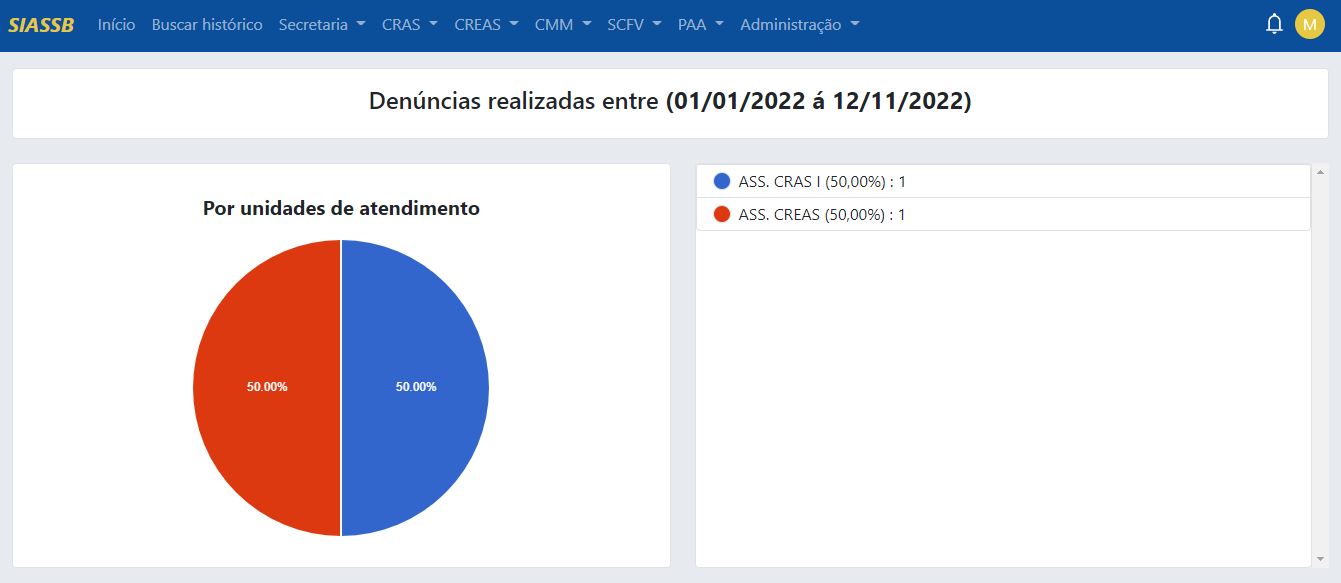 SIASSB Início Buscar histórico Secretaria CRAS CREAS CMM SCFV PAA Administração M
Denúncias realizadas entre (01/01/2022 á 12/11/2022)
Por unidades de atendimento
50.00% 50.00%
ASS. CRAS I (50,00%) : 1
ASS. CREAS (50,00%) : 1